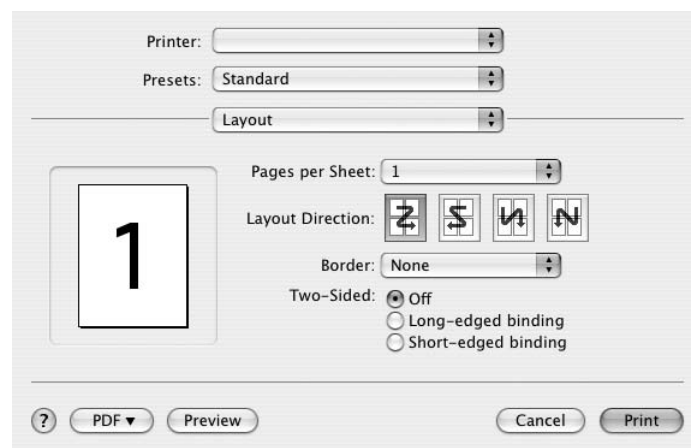 Printer:
Presets: Standard
Layout
Pages per Sheet: 1
1
Layout Direction:
Border: None
Two-Sided: Off
Long-edged binding
Short-edged binding
? PDF▼ Preview Cancel Print